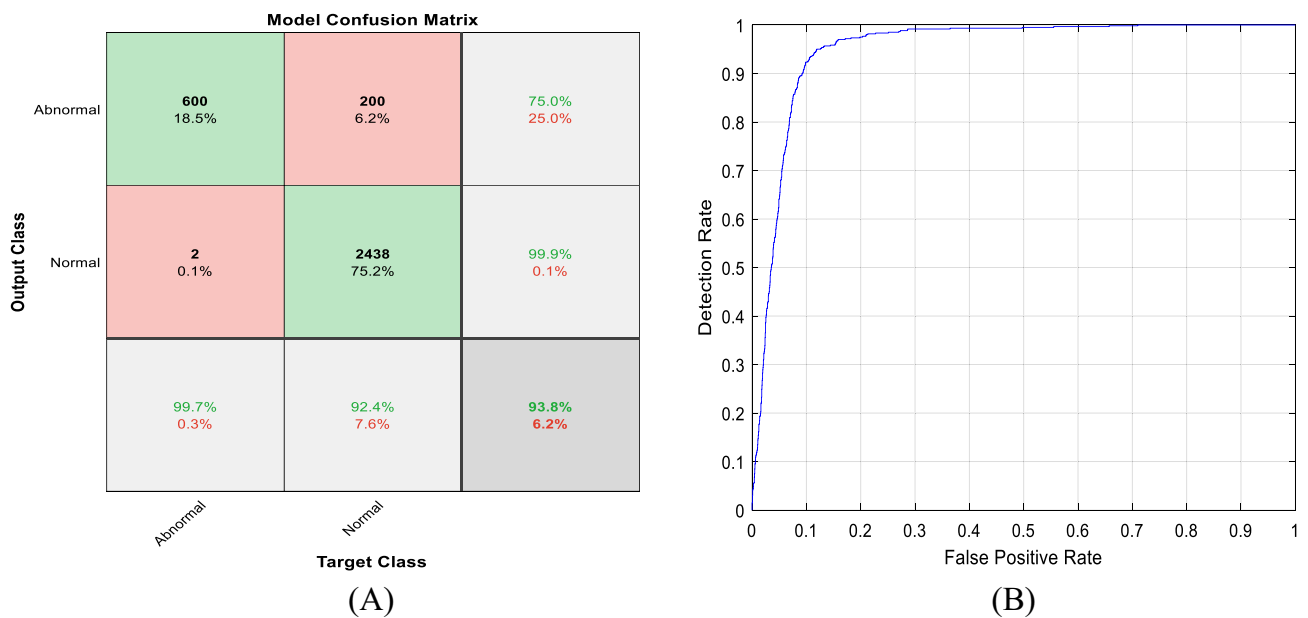 Model Confusion Matrix
Abnormal
600
18.5%
200
6.2%
75.0%
25.0%
Output Class
Normal
2
0.1%
2438
75.2%
99.9%
0.1%
99.7%
0.3%
92.4%
7.6%
93.8%
6.2%
Abnormal
Normal
Target Class
(A)
1
0.9
0.8
0.7
0.6
0.5
0.4
0.3
0.2
0.1
0
Detection Rate
0 0.1 0.2 0.3 0.4 0.5 0.6 0.7 0.8 0.9 1
False Positive Rate
(B)